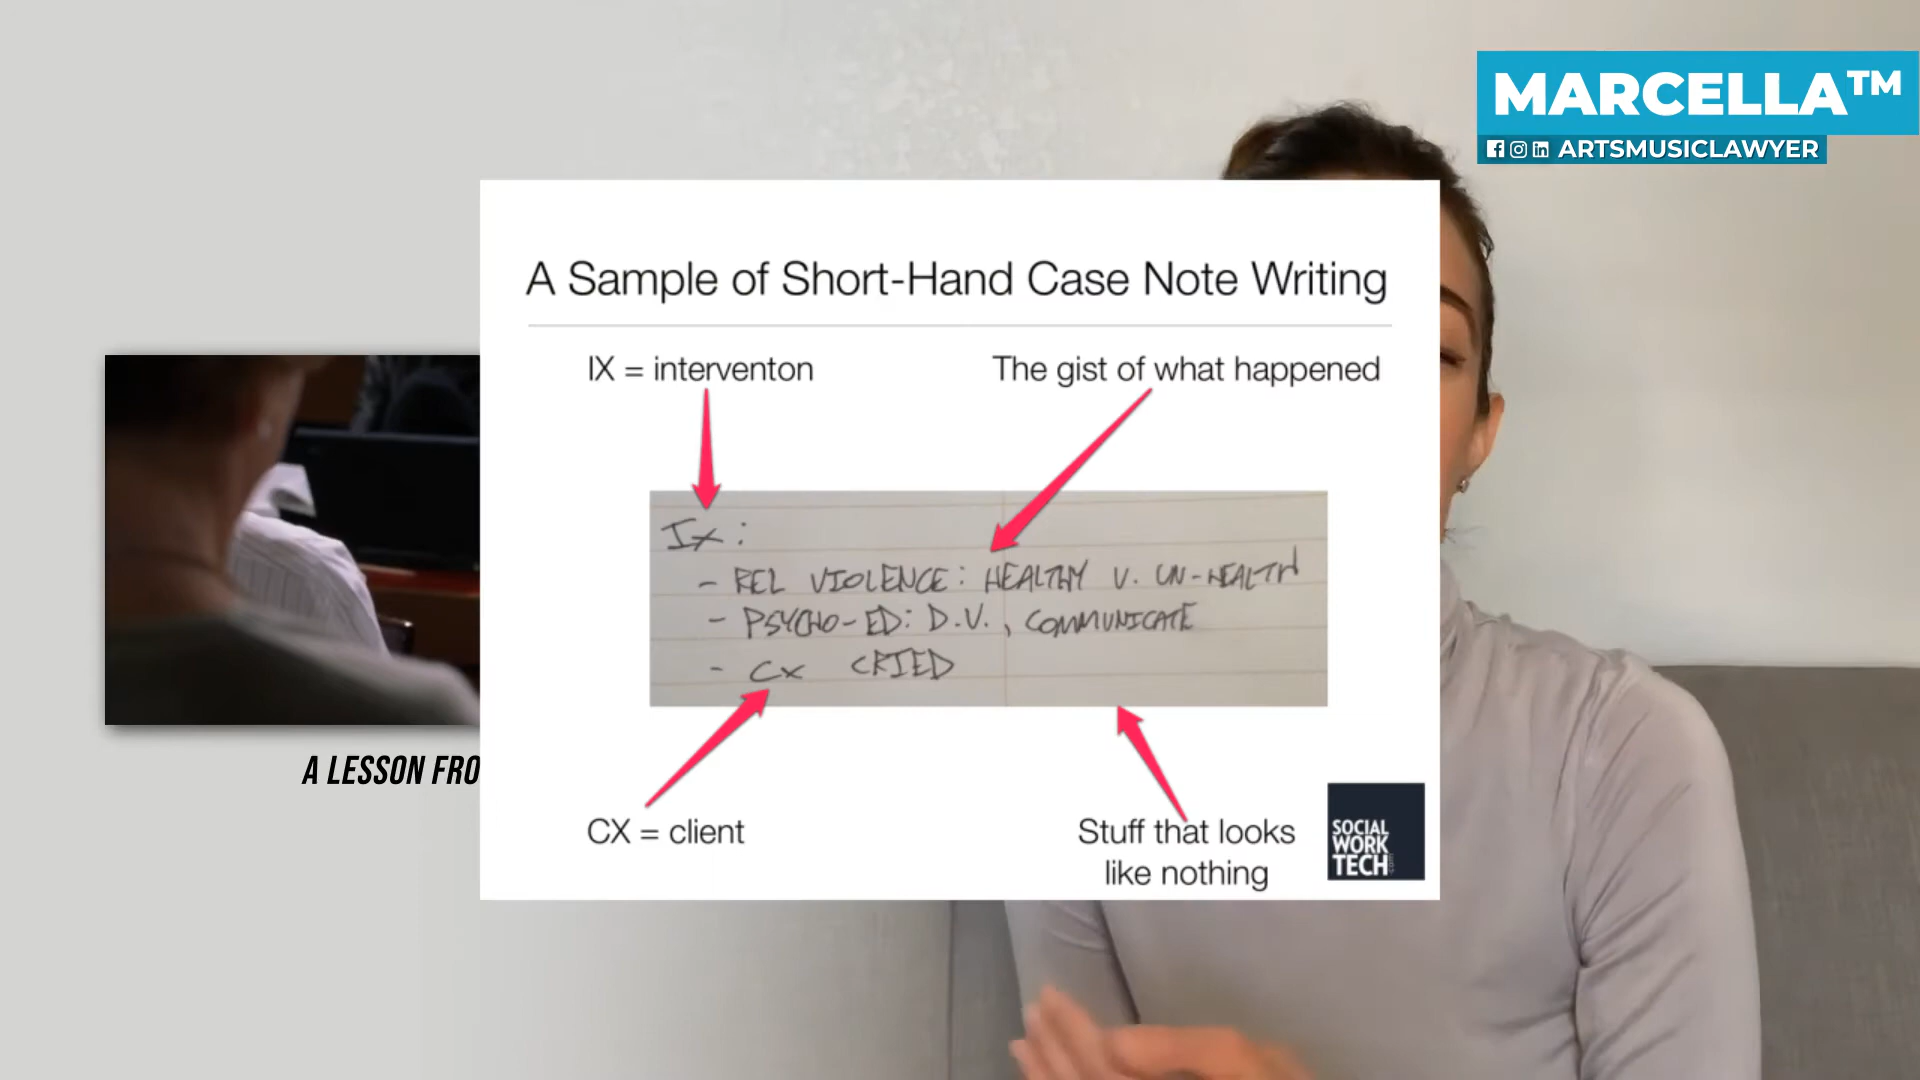 MARCELLA™
ARTSMUSICLAWYER
A Sample of Short-Hand Case Note Writing
IX = interventon
The gist of what happened
Ix:
- REL VIOLENCE: HEALTHY V. UN-HEALTH
- PSYCHO-ED: D.V., COMMUNICATE
- Cx CRIED
CX = client
Stuff that looks
like nothing
SOCIAL
WORK
TECH.com
A LESSON FRO